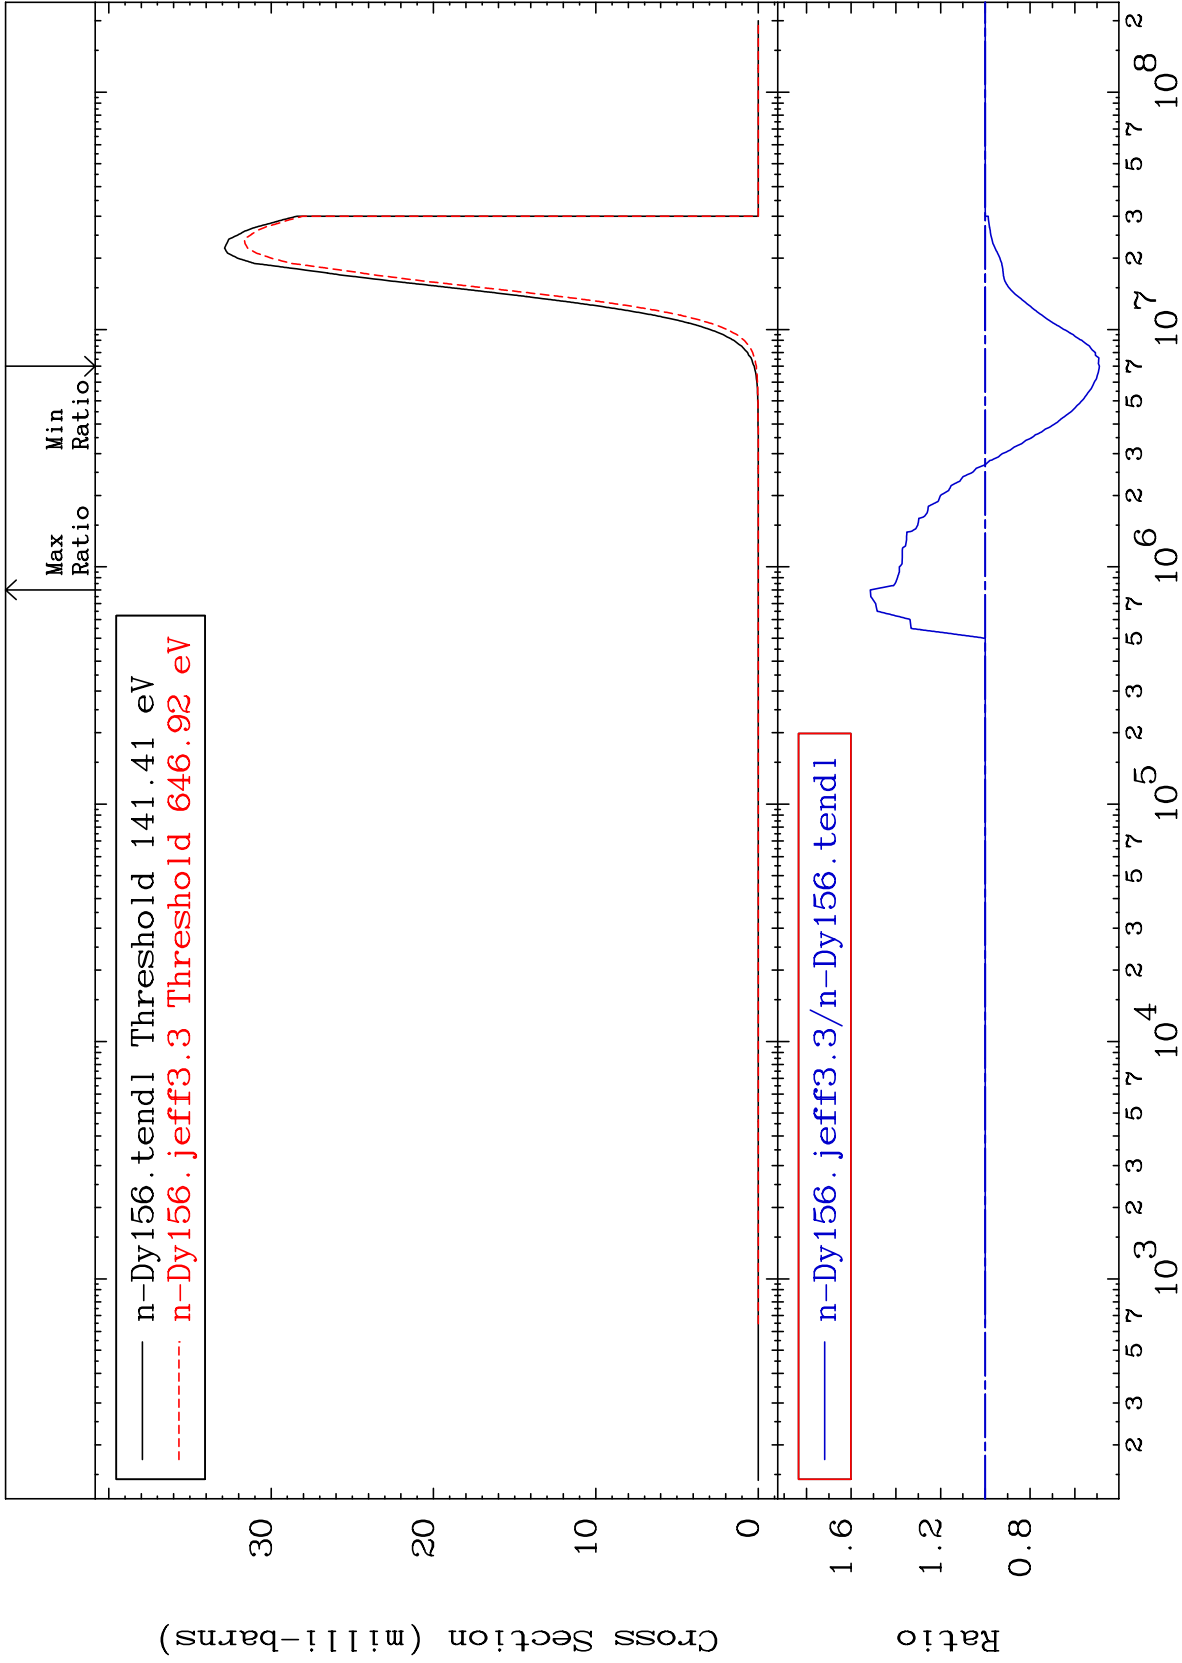 Max
Ratio
Min
Ratio
n-Dy156.tendl Threshold 141.41 eV
n-Dy156.jeff3.3 Threshold 646.92 eV
30
20
10
0
Cross Section (milli-barns)
n-Dy156.jeff3.3/n-Dy156.tendl
1.6
1.2
0.8
Ratio
2 3 5 7 10^3 2 3 5 7 10^4 2 3 5 7 10^5 2 3 5 7 10^6 2 3 5 7 10^7 2 3 5 7 10^8 2